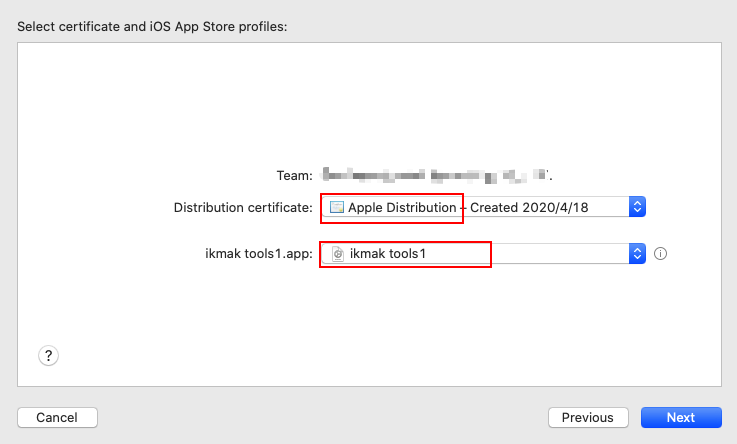 Select certificate and iOS App Store profiles:
Team:
Distribution certificate: Apple Distribution - Created 2020/4/18
ikmak tools1.app: ikmak tools1
?
Cancel Previous Next